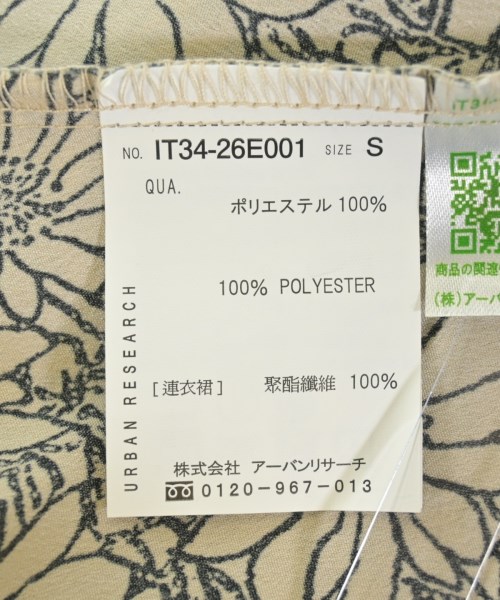 NO. IT34-26E001 SIZE S
QUA.
ポリエステル 100%
100% POLYESTER
[連衣裙] 聚酯纖維 100%
URBAN RESEARCH
株式会社 アーバンリサーチ
0120-967-013
商品の関連
(株)アーバ